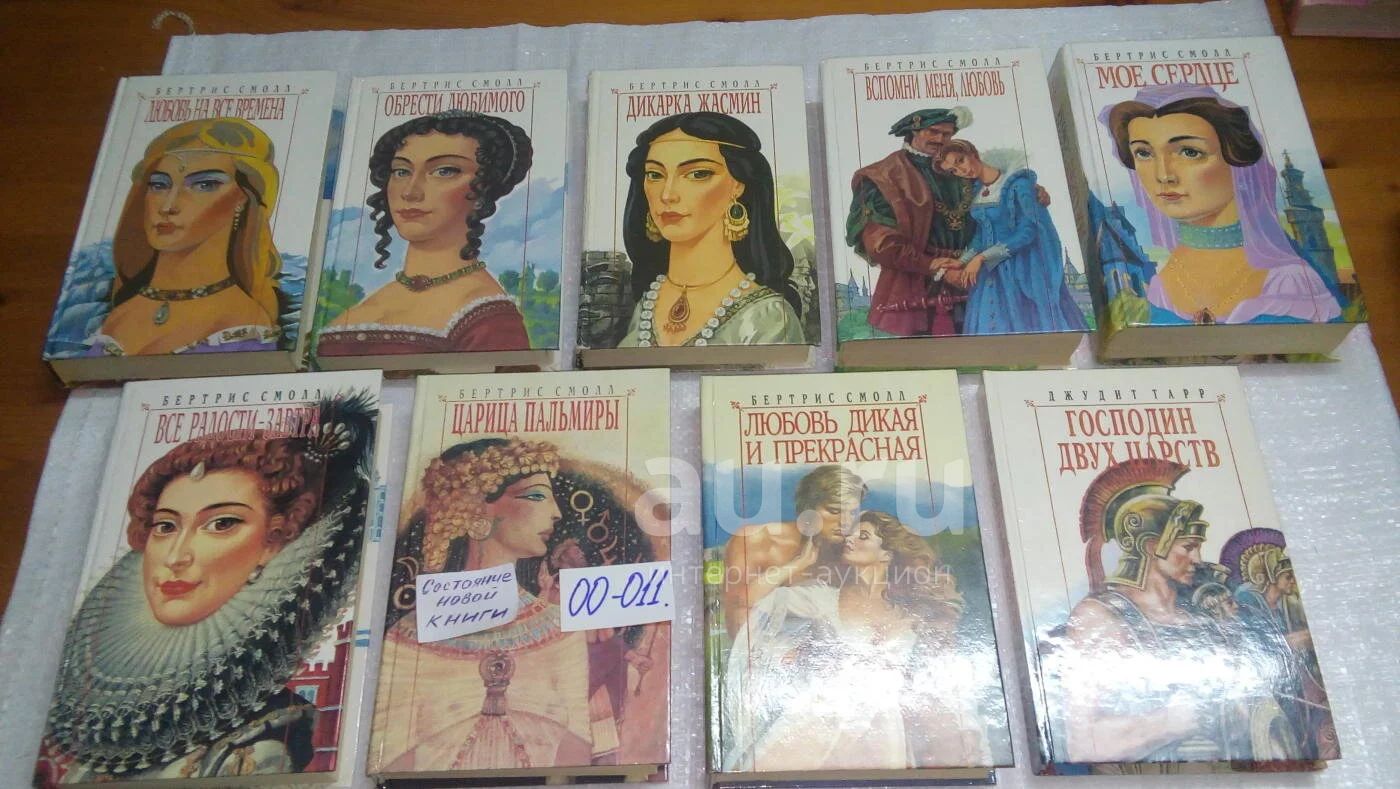 БЕРТРИС СМОЛЛ
ЛЮБОВЬ НА ВСЕ ВРЕМЕНА
БЕРТРИС СМОЛЛ
ОБРЕСТИ ЛЮБИМОГО
БЕРТРИС СМОЛЛ
ДИКАРКА ЖАСМИН
БЕРТРИС СМОЛЛ
ВСПОМНИ МЕНЯ, ЛЮБОВЬ
БЕРТРИС СМОЛЛ
МОЕ СЕРДЦЕ
БЕРТРИС СМОЛЛ
ВСЕ РАДОСТИ-ЗАВТРА
БЕРТРИС СМОЛЛ
ЦАРИЦА ПАЛЬМИРЫ
Состояние
новой
книги
00-011.
БЕРТРИС СМОЛЛ
ЛЮБОВЬ ДИКАЯ
И ПРЕКРАСНАЯ
ДЖУДИТ ТАРР
ГОСПОДИН
ДВУХ ЦАРСТВ
au.ru
интернет-аукцион